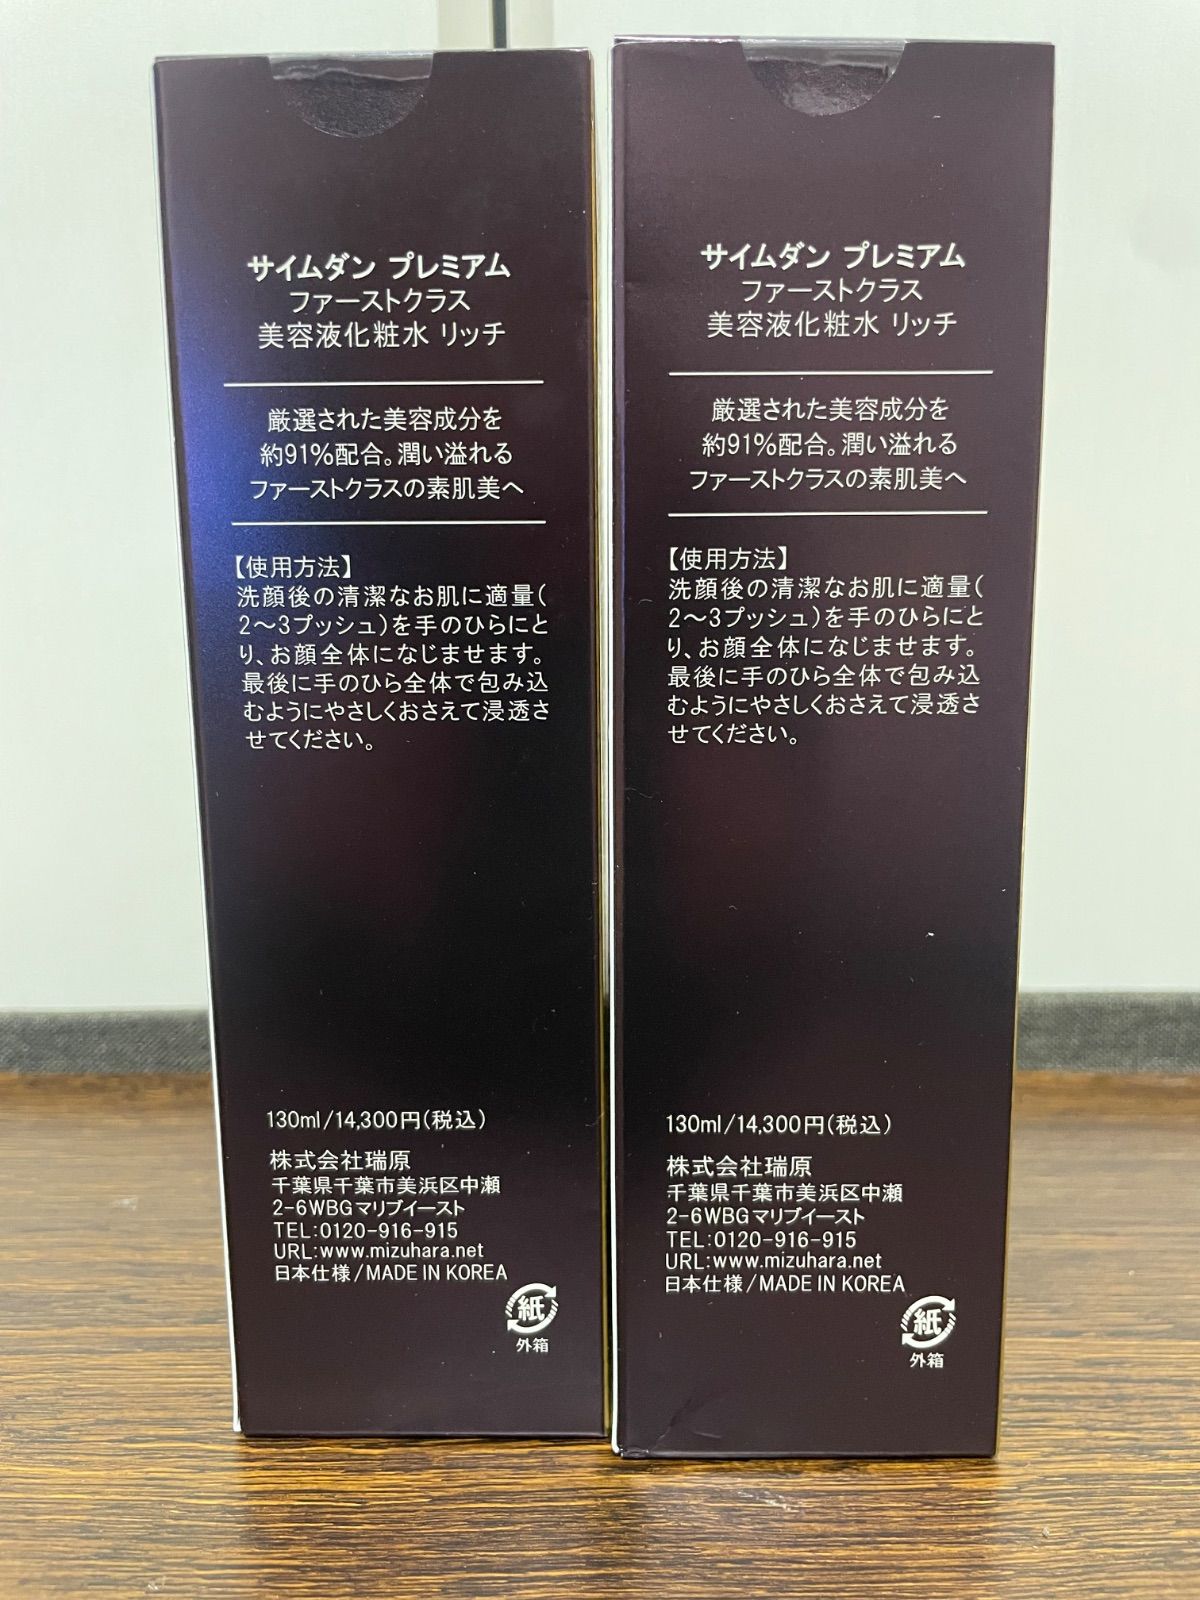 サイムダン プレミアム
ファーストクラス
美容液化粧水 リッチ
厳選された美容成分を
約91%配合。潤い溢れる
ファーストクラスの素肌美へ
【使用方法】
洗顔後の清潔なお肌に適量(
2〜3プッシュ)を手のひらにと
り、お顔全体になじませます。
最後に手のひら全体で包み込
むようにやさしくおさえて浸透さ
せてください。
130ml/14,300円(税込)
株式会社瑞原
千葉県千葉市美浜区中瀬
2-6WBGマリブイースト
TEL:0120-916-915
URL:www.mizuhara.net
日本仕様/MADE IN KOREA
紙
外箱
サイムダン プレミアム
ファーストクラス
美容液化粧水 リッチ
厳選された美容成分を
約91%配合。潤い溢れる
ファーストクラスの素肌美へ
【使用方法】
洗顔後の清潔なお肌に適量(
2〜3プッシュ)を手のひらにと
り、お顔全体になじませます。
最後に手のひら全体で包み込
むようにやさしくおさえて浸透さ
せてください。
130ml/14,300円(税込)
株式会社瑞原
千葉県千葉市美浜区中瀬
2-6WBGマリブイースト
TEL:0120-916-915
URL:www.mizuhara.net
日本仕様/MADE IN KOREA
紙
外箱